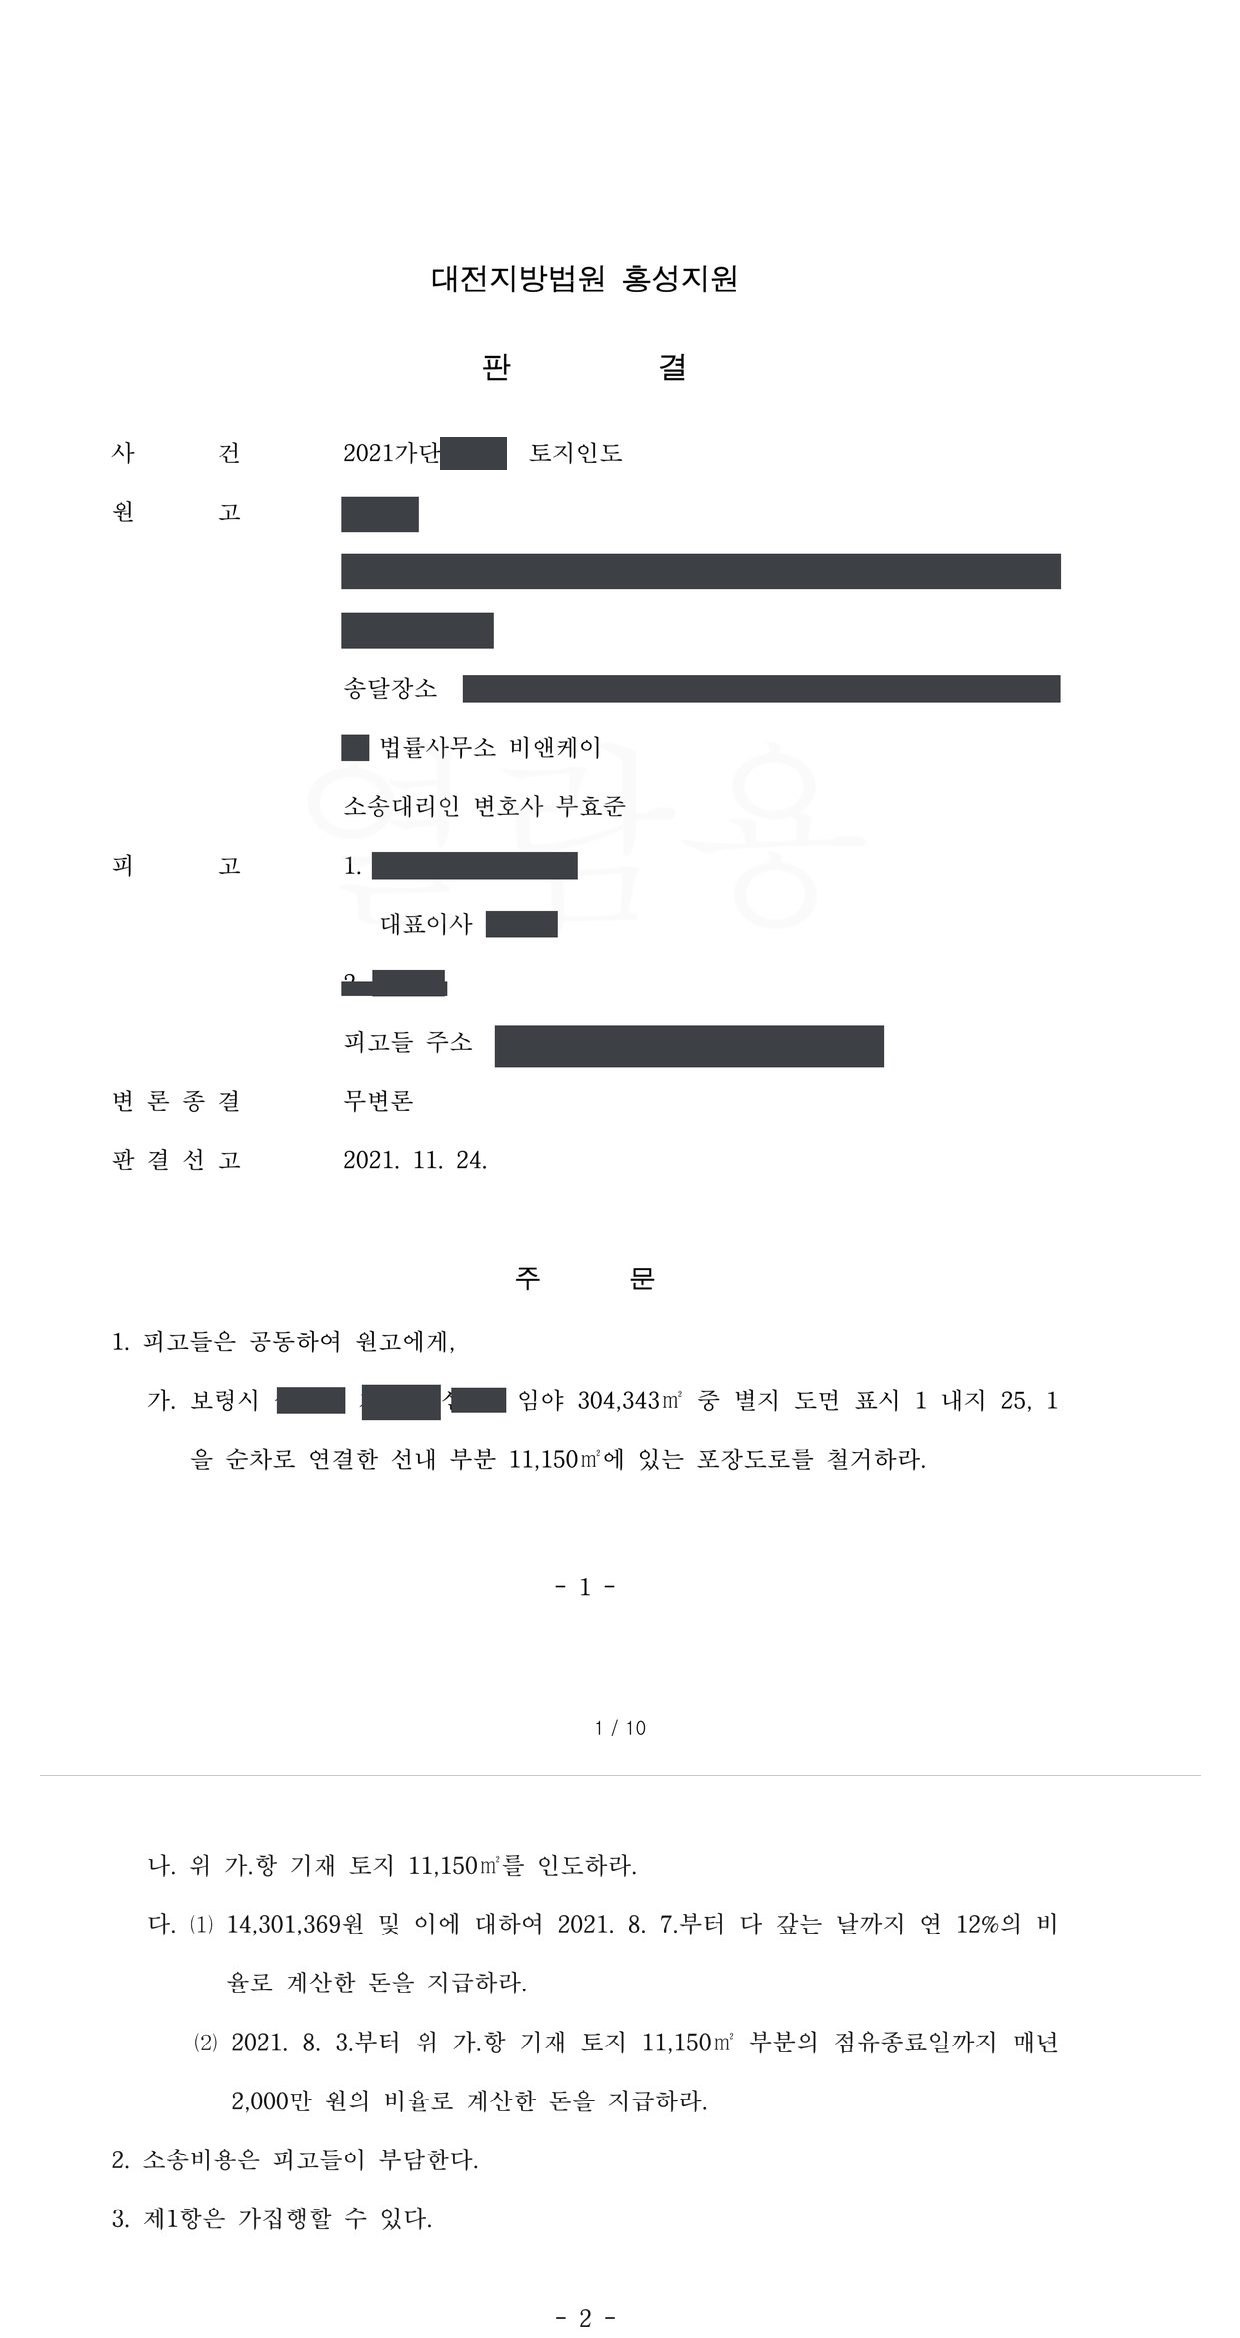 대전지방법원 홍성지원
판 결
사 건 2021가단 토지인도
원 고
송달장소
법률사무소 비앤케이
소송대리인 변호사 부효준
피 고 1.
대표이사
피고들 주소
변 론 종 결 무변론
판 결 선 고 2021. 11. 24.
주 문
1. 피고들은 공동하여 원고에게,
가. 보령시 임야 304,343㎡ 중 별지 도면 표시 1 내지 25, 1
을 순차로 연결한 선내 부분 11,150㎡에 있는 포장도로를 철거하라.
- 1 -
1 / 10
나. 위 가.항 기재 토지 11,150㎡를 인도하라.
다. ⑴ 14,301,369원 및 이에 대하여 2021. 8. 7.부터 다 갚는 날까지 연 12%의 비
율로 계산한 돈을 지급하라.
⑵ 2021. 8. 3.부터 위 가.항 기재 토지 11,150㎡ 부분의 점유종료일까지 매년
2,000만 원의 비율로 계산한 돈을 지급하라.
2. 소송비용은 피고들이 부담한다.
3. 제1항은 가집행할 수 있다.
- 2 -
열람용